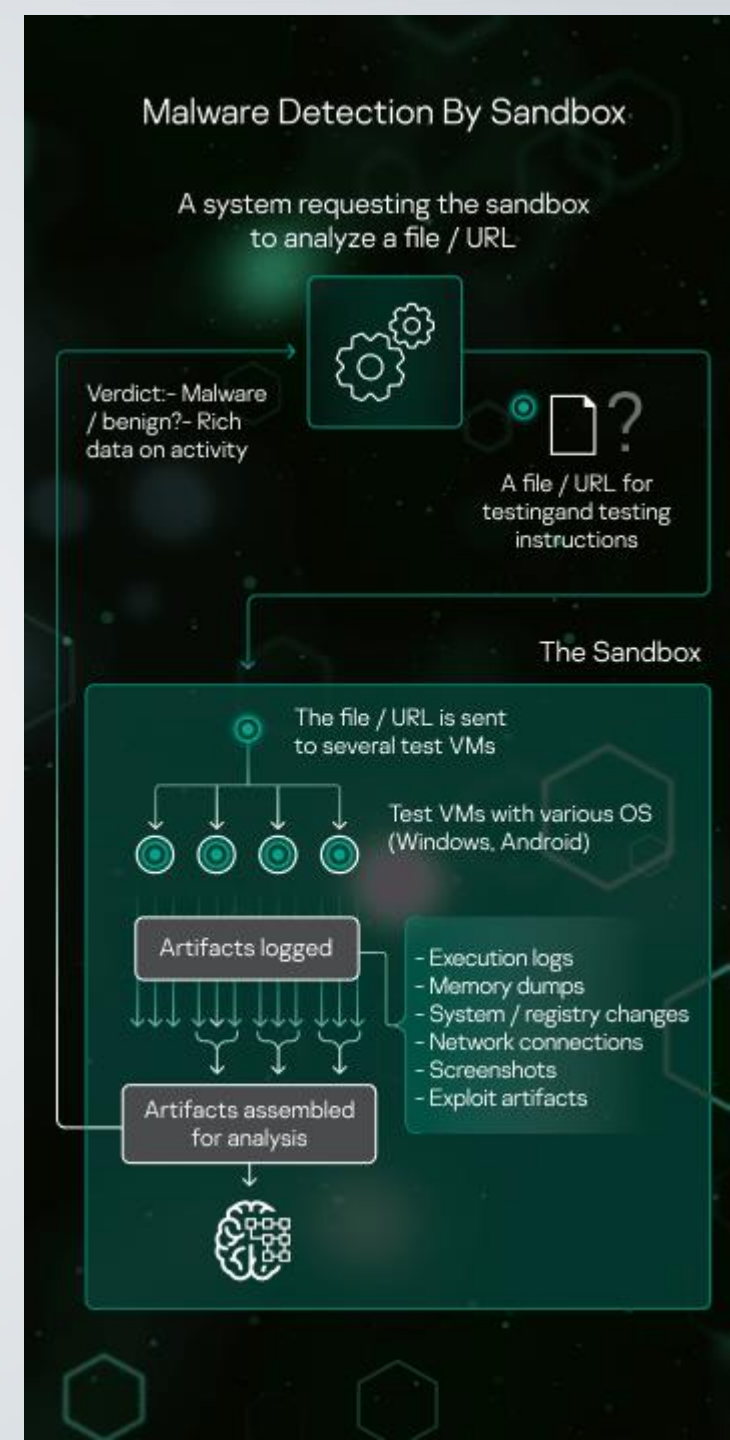 Malware Detection By Sandbox
A system requesting the sandbox
to analyze a file / URL
Verdict:- Malware
/ benign?- Rich
data on activity
?
A file / URL for
testingand testing
instructions
The Sandbox
The file / URL is sent
to several test VMs
Test VMs with various OS
(Windows, Android)
Artifacts logged
- Execution logs
- Memory dumps
- System / registry changes
- Network connections
- Screenshots
- Exploit artifacts
Artifacts assembled
for analysis